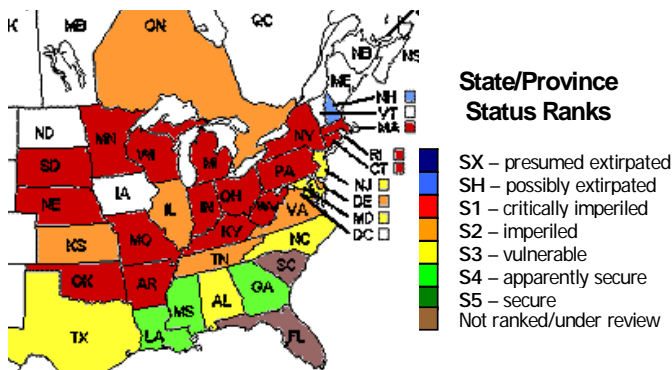 K
MB
ON
QC
NB
NS
ME
NH
VT
MA
ND
MN
WI
MI
NY
RI
CT
SD
IA
PA
NJ
NE
IL
IN
OH
WV
VA
DE
MD
DC
KS
MO
KY
NC
TN
OK
AR
SC
MS
AL
GA
TX
LA
FL
State/Province
Status Ranks
SX – presumed extirpated
SH – possibly extirpated
S1 – critically imperiled
S2 – imperiled
S3 – vulnerable
S4 – apparently secure
S5 – secure
Not ranked/under review